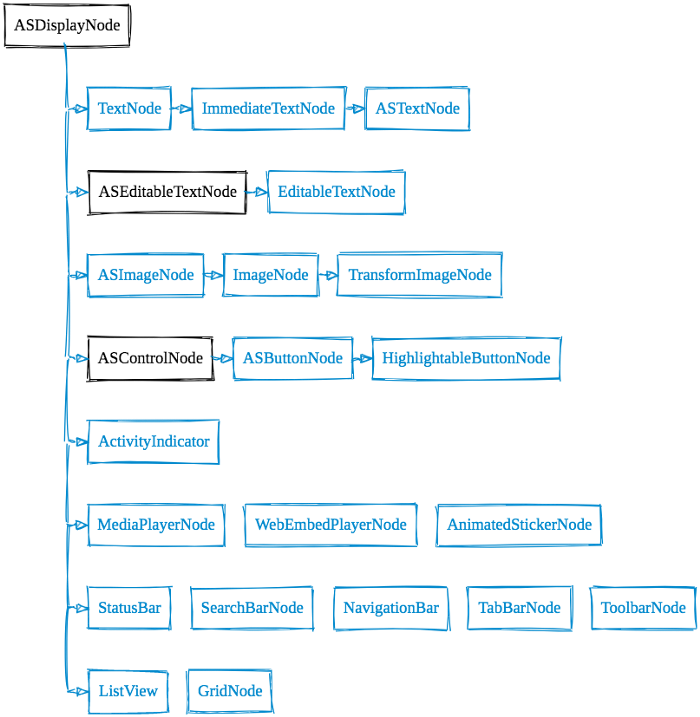 ASDisplayNode
TextNode ImmediateTextNode ASTextNode
ASEditableTextNode EditableTextNode
ASImageNode ImageNode TransformImageNode
ASControlNode ASButtonNode HighlightableButtonNode
ActivityIndicator
MediaPlayerNode WebEmbedPlayerNode AnimatedStickerNode
StatusBar SearchBarNode NavigationBar TabBarNode ToolbarNode
ListView GridNode